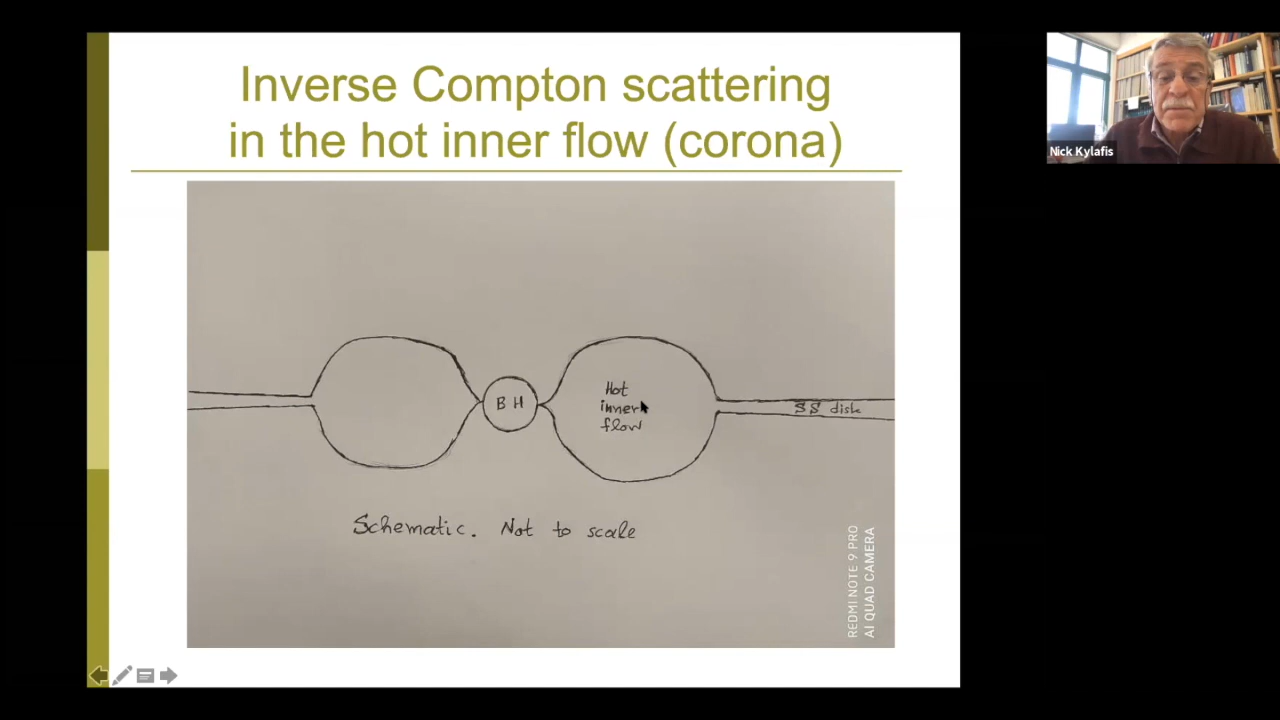 Inverse Compton scattering
in the hot inner flow (corona)
Nick Kylafis
BH
Hot
inner
flow
SS disk
Schematic. Not to scale
REDMI NOTE 9 PRO
AI QUAD CAMERA